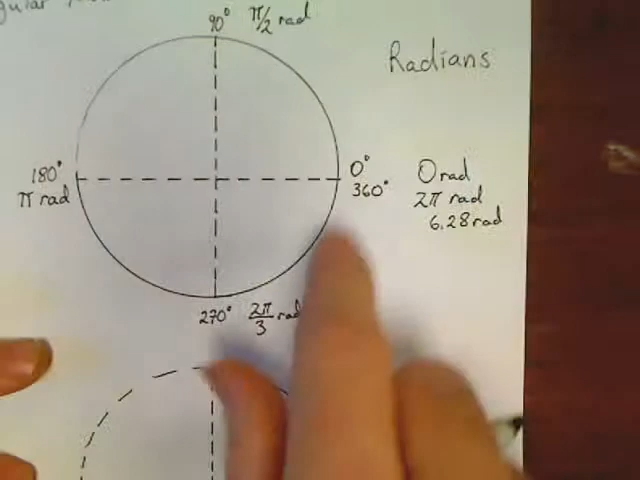 90° π/2 rad
Radians
180°
π rad
0°
360°
0 rad
2π rad
6.28 rad
270° 2π/3 rad